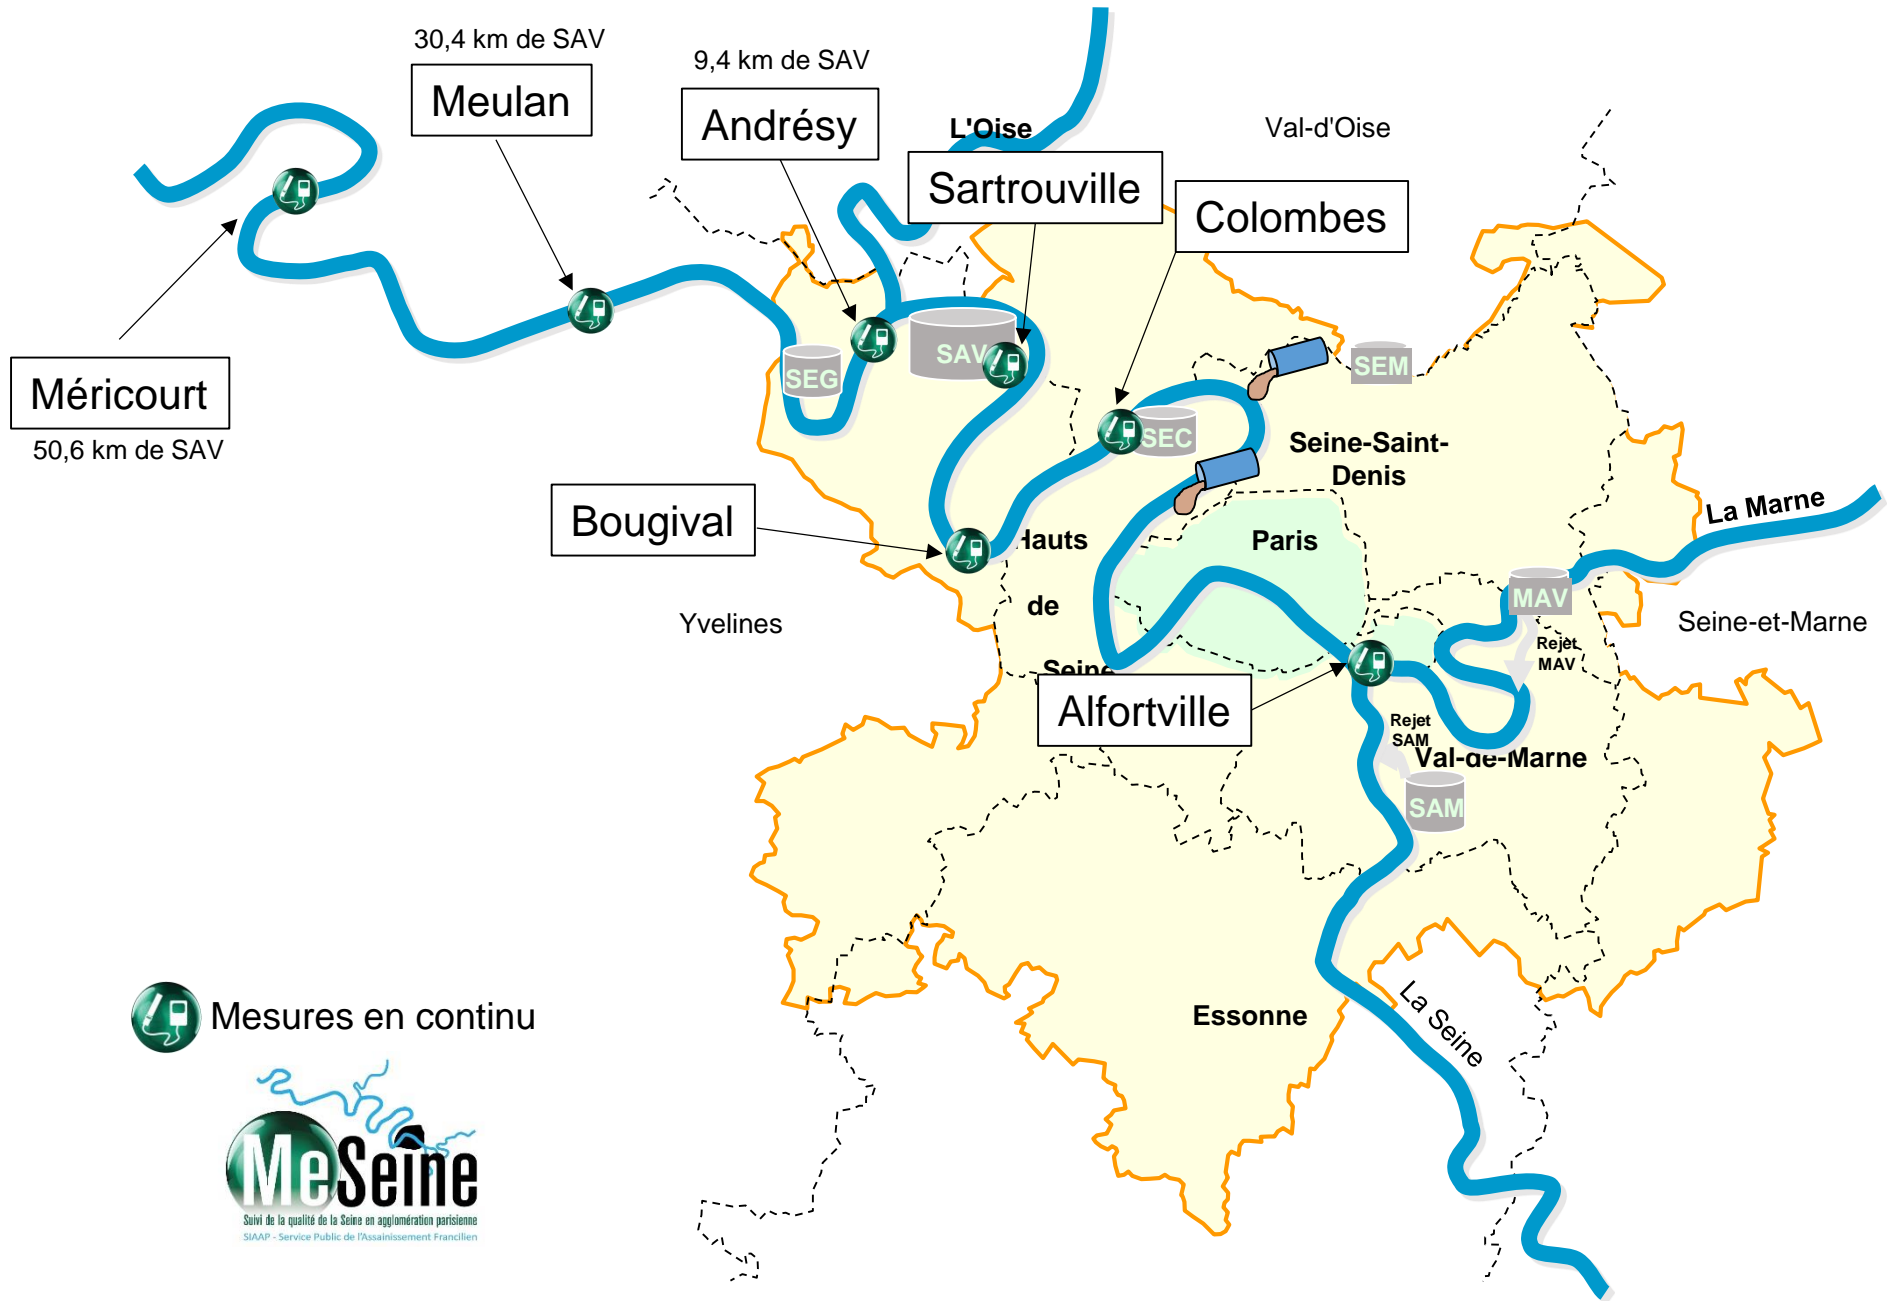 30,4 km de SAV
Meulan
9,4 km de SAV
Andrésy
L'Oise
Val-d'Oise
Sartrouville
Colombes
Méricourt
50,6 km de SAV
SEG
SAV
SEM
SEC
Seine-Saint-
Denis
La Marne
Bougival
Hauts
de
Seine
Paris
MAV
Rejet
MAV
Yvelines
Seine-et-Marne
Alfortville
Rejet
SAM
Val-de-Marne
SAM
Essonne
La Seine
Mesures en continu
MeSeine
Suivi de la qualité de la Seine en agglomération parisienne
SIAAP - Service Public de l'Assainissement Francilien